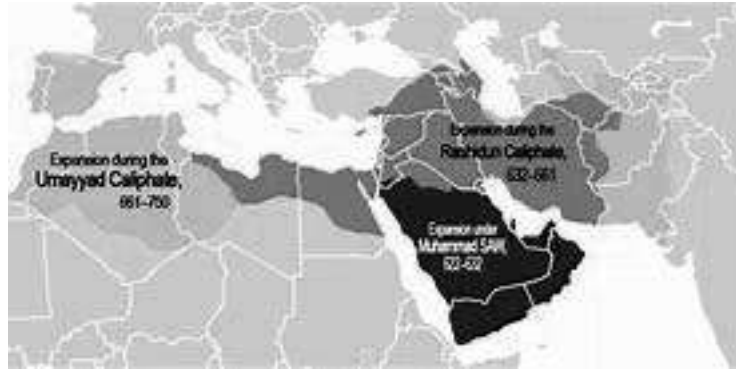 Expansion during the
Umayyad Caliphate,
661–750
Expansion during the
Rashidun Caliphate,
632–661
Expansion under
Muhammad SAW,
622–632